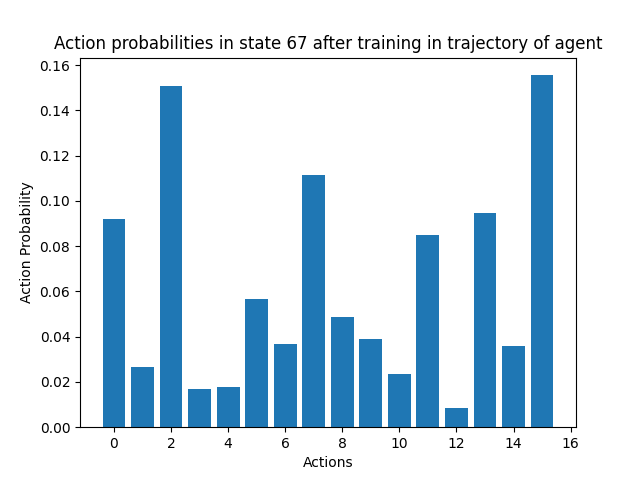 Action probabilities in state 67 after training in trajectory of agent
0.16
0.14
0.12
0.10
0.08
0.06
0.04
0.02
0.00
Action Probability
0 2 4 6 8 10 12 14 16
Actions